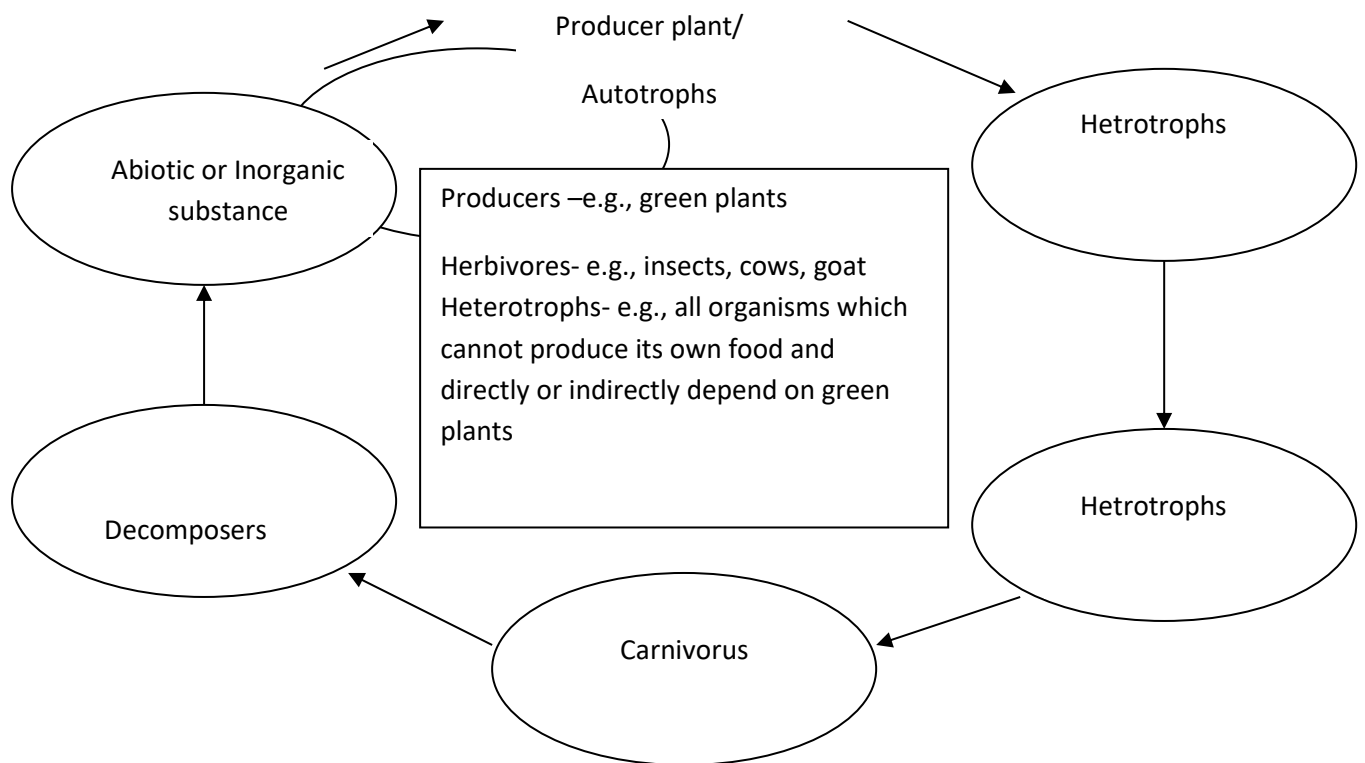 Producer plant/
Autotrophs
Hetrotrophs
Abiotic or Inorganic
substance
Producers –e.g., green plants
Herbivores- e.g., insects, cows, goat
Heterotrophs- e.g., all organisms which
cannot produce its own food and
directly or indirectly depend on green
plants
Hetrotrophs
Decomposers
Carnivorus